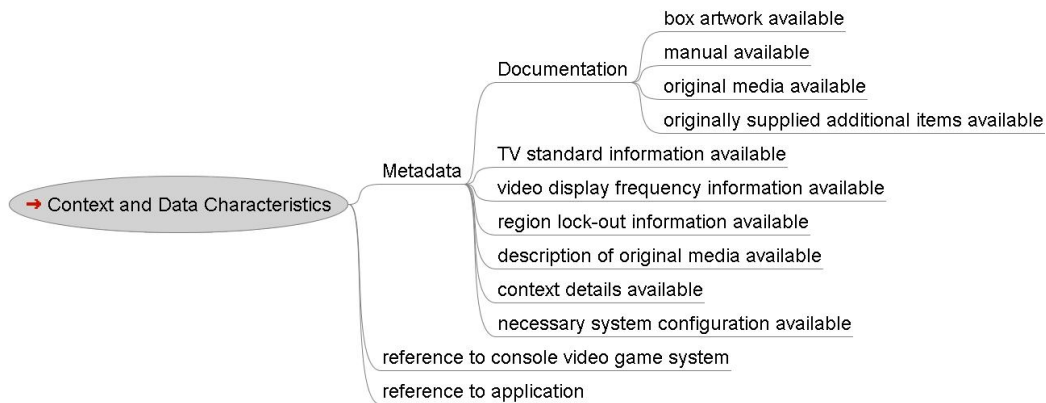 box artwork available
manual available
Documentation
original media available
originally supplied additional items available
TV standard information available
Metadata
video display frequency information available
→ Context and Data Characteristics
region lock-out information available
description of original media available
context details available
necessary system configuration available
reference to console video game system
reference to application